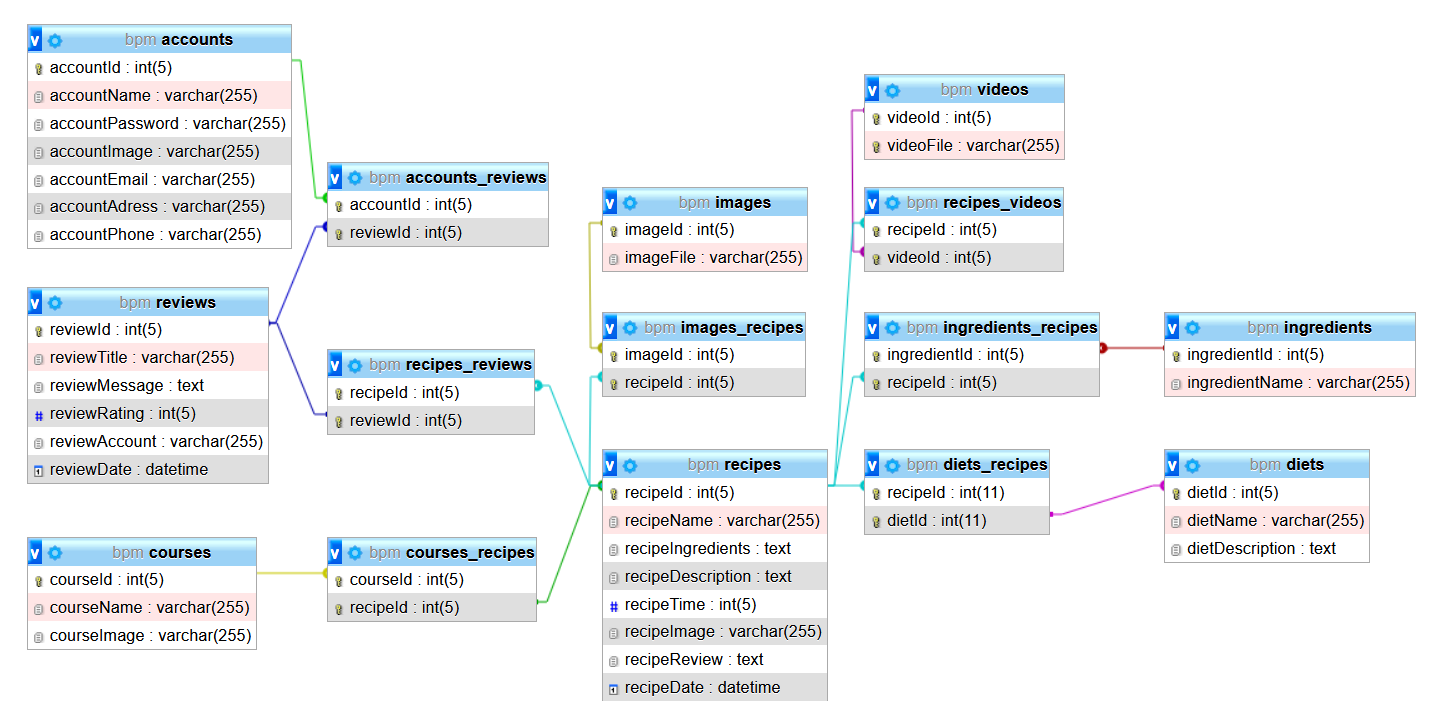 v bpm accounts
accountId : int(5)
accountName : varchar(255)
accountPassword : varchar(255)
accountImage : varchar(255)
accountEmail : varchar(255)
accountAdress : varchar(255)
accountPhone : varchar(255)
v bpm reviews
reviewId : int(5)
reviewTitle : varchar(255)
reviewMessage : text
# reviewRating : int(5)
reviewAccount : varchar(255)
reviewDate : datetime
v bpm courses
courseId : int(5)
courseName : varchar(255)
courseImage : varchar(255)
v bpm accounts_reviews
accountId : int(5)
reviewId : int(5)
v bpm recipes_reviews
recipeId : int(5)
reviewId : int(5)
v bpm courses_recipes
courseId : int(5)
recipeId : int(5)
v bpm images
imageId : int(5)
imageFile : varchar(255)
v bpm images_recipes
imageId : int(5)
recipeId : int(5)
v bpm recipes
recipeId : int(5)
recipeName : varchar(255)
recipeIngredients : text
recipeDescription : text
# recipeTime : int(5)
recipeImage : varchar(255)
recipeReview : text
recipeDate : datetime
v bpm videos
videoId : int(5)
videoFile : varchar(255)
v bpm recipes_videos
recipeId : int(5)
videoId : int(5)
v bpm ingredients_recipes
ingredientId : int(5)
recipeId : int(5)
v bpm diets_recipes
recipeId : int(11)
dietId : int(11)
v bpm ingredients
ingredientId : int(5)
ingredientName : varchar(255)
v bpm diets
dietId : int(5)
dietName : varchar(255)
dietDescription : text